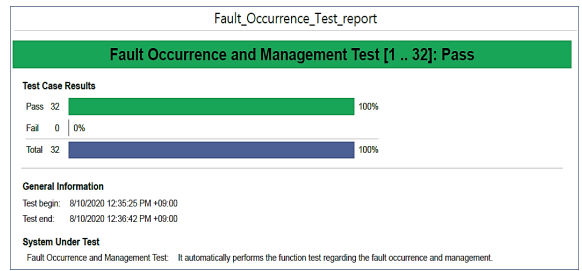 Fault_Occurrence_Test_report
Fault Occurrence and Management Test [1 .. 32]: Pass
Test Case Results
Pass 32 100%
Fail 0 0%
Total 32 100%
General Information
Test begin: 8/10/2020 12:35:25 PM +09:00
Test end: 8/10/2020 12:36:42 PM +09:00
System Under Test
Fault Occurrence and Management Test: It automatically performs the function test regarding the fault occurrence and management.